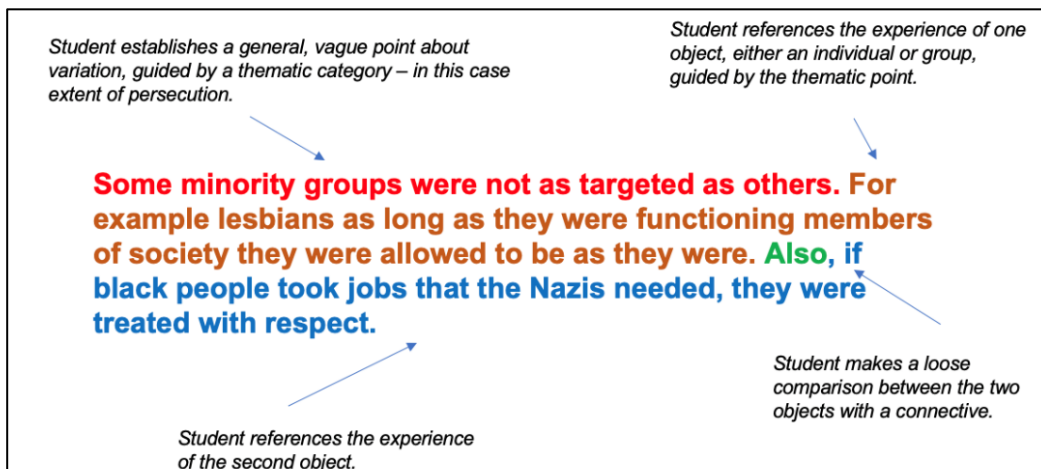 Student establishes a general, vague point about
variation, guided by a thematic category – in this case
extent of persecution.
Student references the experience of one
object, either an individual or group,
guided by the thematic point.
Some minority groups were not as targeted as others. For
example lesbians as long as they were functioning members
of society they were allowed to be as they were. Also, if
black people took jobs that the Nazis needed, they were
treated with respect.
Student makes a loose
comparison between the two
objects with a connective.
Student references the experience
of the second object.